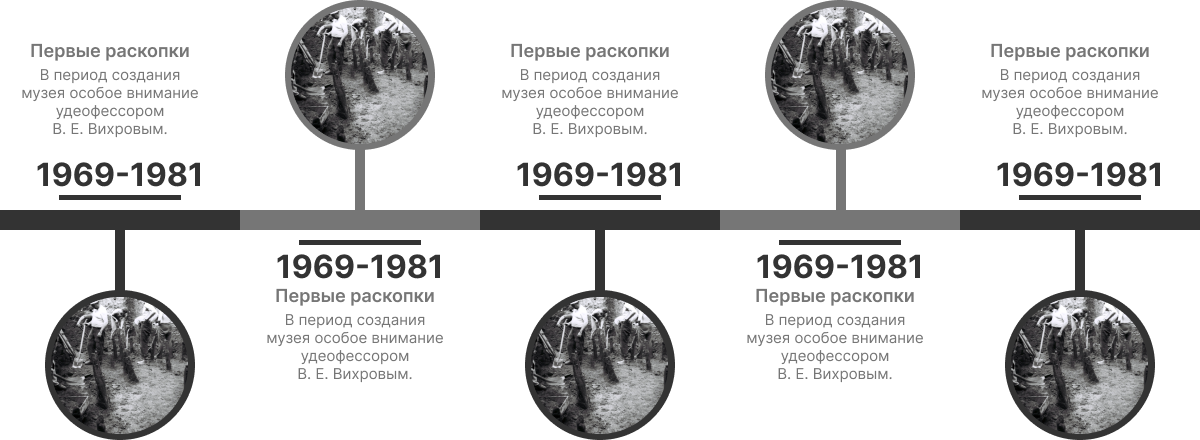 Первые раскопки
В период создания
музея особое внимание
удеофессором
В. Е. Вихровым.
1969-1981
1969-1981
Первые раскопки
В период создания
музея особое внимание
удеофессором
В. Е. Вихровым.
Первые раскопки
В период создания
музея особое внимание
удеофессором
В. Е. Вихровым.
1969-1981
1969-1981
Первые раскопки
В период создания
музея особое внимание
удеофессором
В. Е. Вихровым.
Первые раскопки
В период создания
музея особое внимание
удеофессором
В. Е. Вихровым.
1969-1981